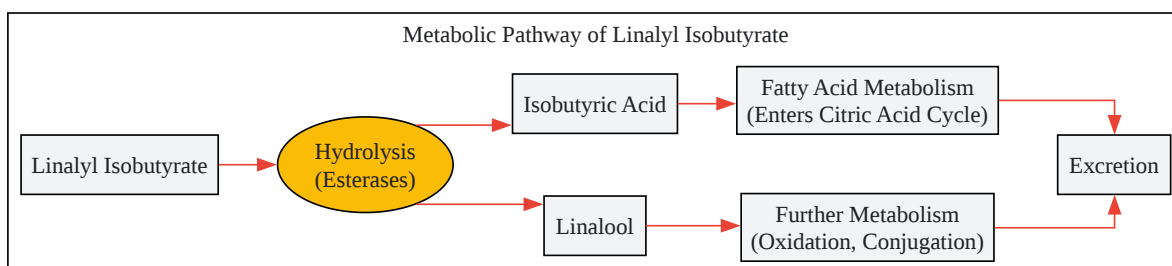 Metabolic Pathway of Linalyl Isobutyrate
Linalyl Isobutyrate
Hydrolysis
(Esterases)
Isobutyric Acid
Fatty Acid Metabolism
(Enters Citric Acid Cycle)
Linalool
Further Metabolism
(Oxidation, Conjugation)
Excretion